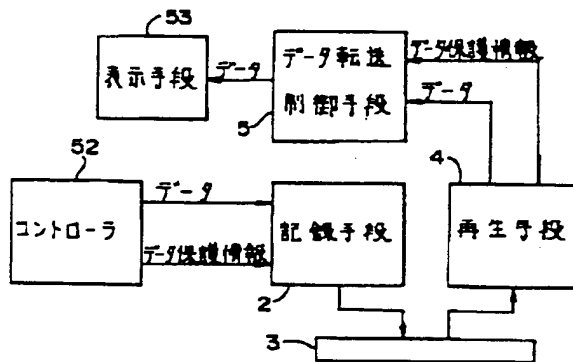 53
表示手段
データ
データ転送
制御手段
5
データ保護情報
データ
52
コントローラ
データ
データ保護情報
記録手段
2
4
再生手段
3